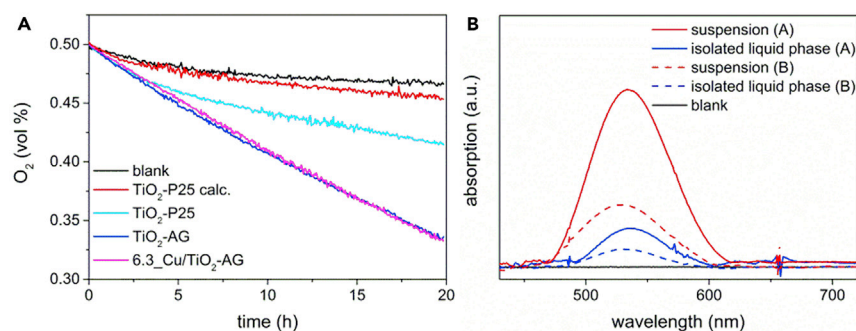 A
O₂ (vol %)
0.50
0.45
0.40
0.35
0.30
blank
TiO₂-P25 calc.
TiO₂-P25
TiO₂-AG
6.3_Cu/TiO₂-AG
0 5 10 15 20
time (h)
B
absorption (a.u.)
suspension (A)
isolated liquid phase (A)
suspension (B)
isolated liquid phase (B)
blank
500 600 700
wavelength (nm)